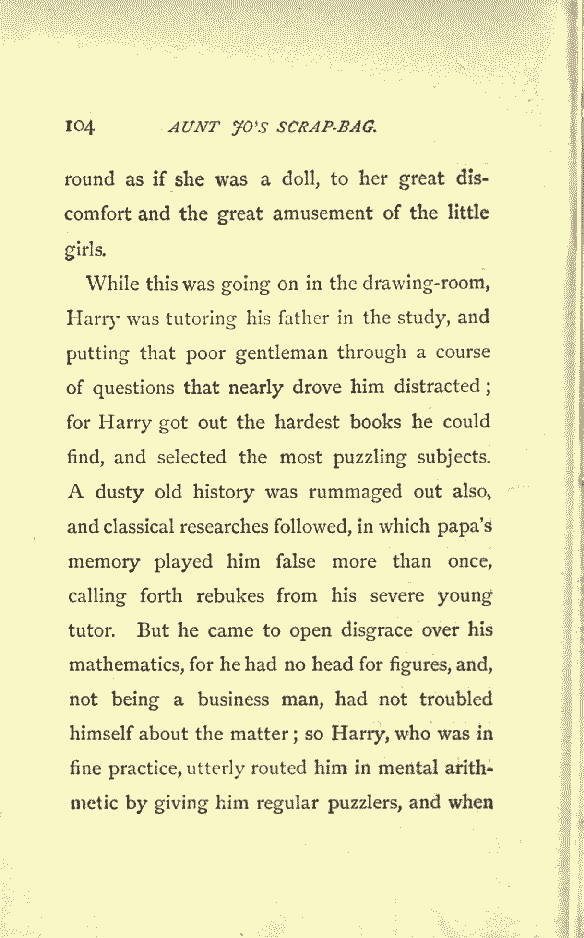 104 AUNT JO'S SCRAP-BAG.
round as if she was a doll, to her great dis-
comfort and the great amusement of the little
girls.
While this was going on in the drawing-room,
Harry was tutoring his father in the study, and
putting that poor gentleman through a course
of questions that nearly drove him distracted ;
for Harry got out the hardest books he could
find, and selected the most puzzling subjects.
A dusty old history was rummaged out also,
and classical researches followed, in which papa's
memory played him false more than once,
calling forth rebukes from his severe young
tutor. But he came to open disgrace over his
mathematics, for he had no head for figures, and,
not being a business man, had not troubled
himself about the matter ; so Harry, who was in
fine practice, utterly routed him in mental arith-
metic by giving him regular puzzlers, and when